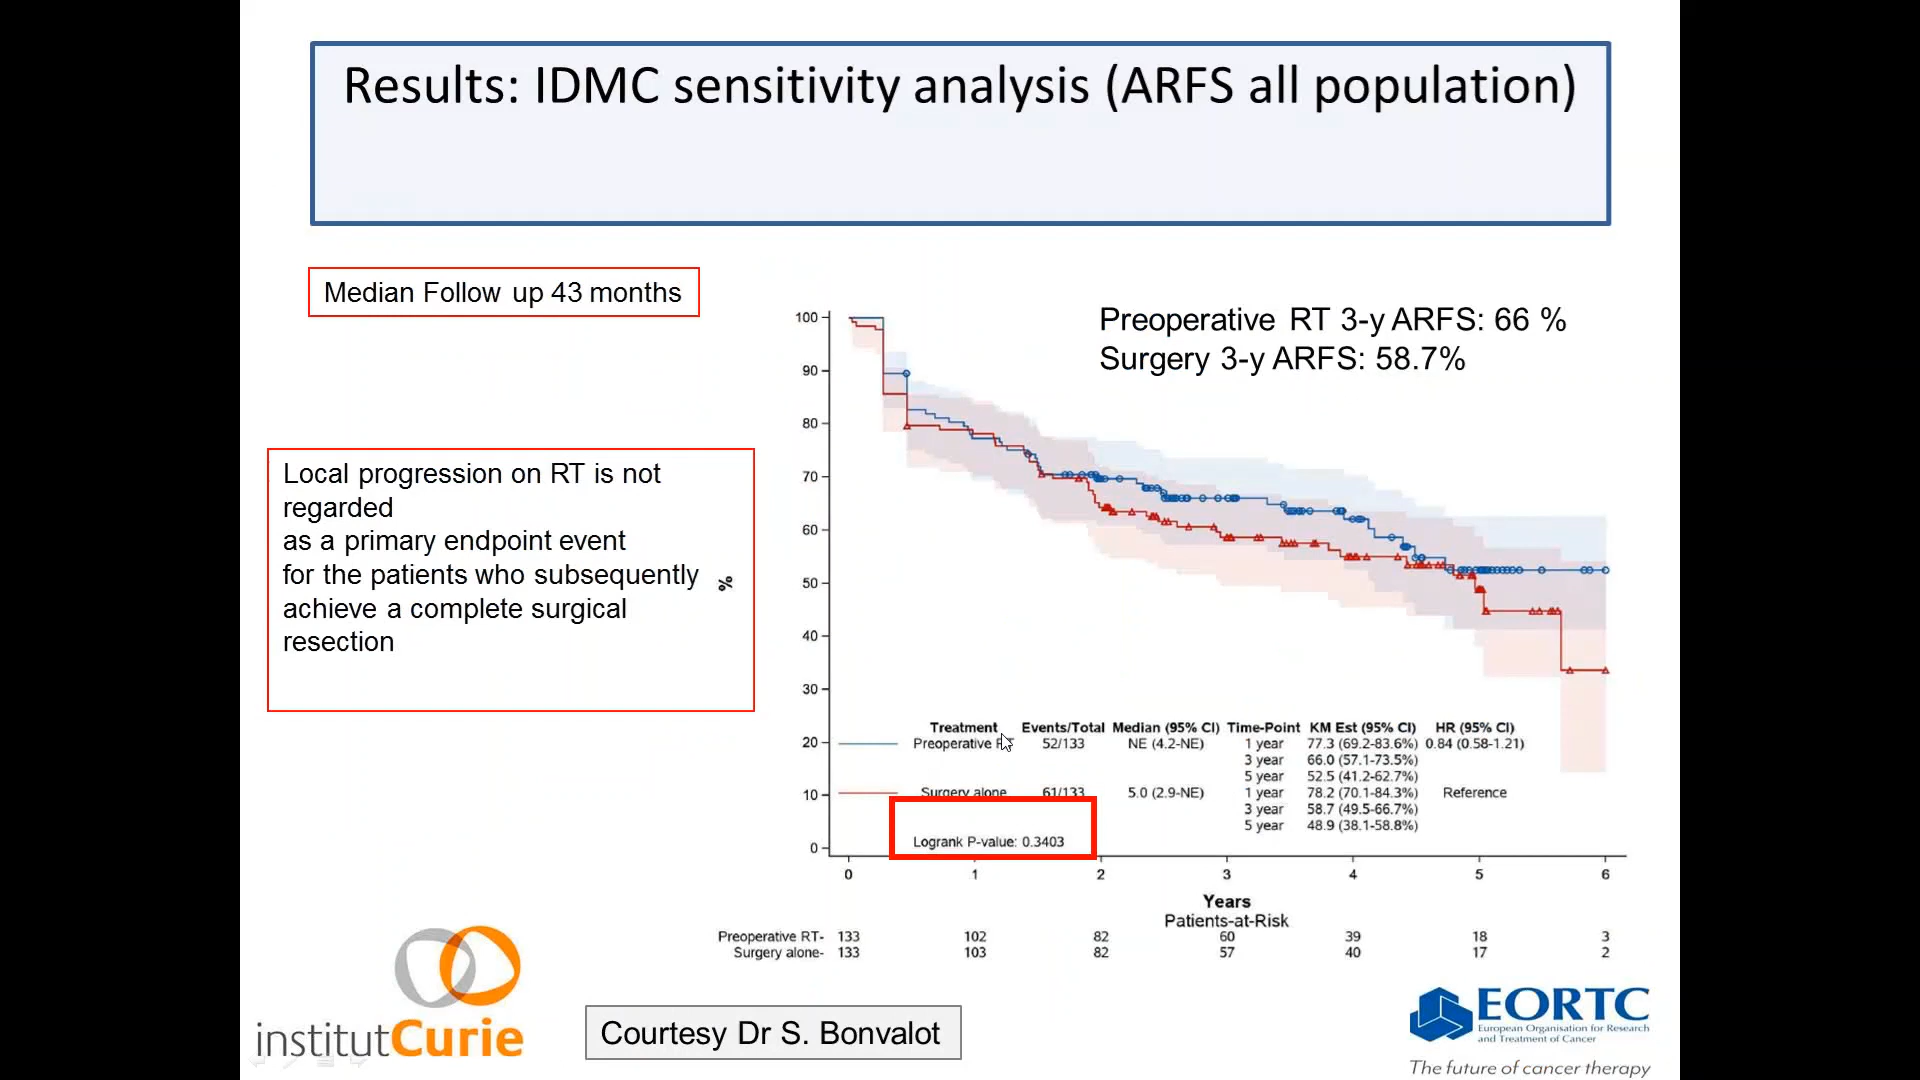 Results: IDMC sensitivity analysis (ARFS all population)
Median Follow up 43 months
Preoperative RT 3-y ARFS: 66 %
Surgery 3-y ARFS: 58.7%
Local progression on RT is not
regarded
as a primary endpoint event
for the patients who subsequently
achieve a complete surgical
resection
%
100
90
80
70
60
50
40
30
20
10
0
Treatment Events/Total Median (95% CI) Time-Point KM Est (95% CI) HR (95% CI)
Preoperative 52/133 NE (4.2-NE) 1 year 77.3 (69.2-83.6%) 0.84 (0.58-1.21)
3 year 66.0 (57.1-73.5%)
5 year 52.5 (41.2-62.7%)
Surgery alone 61/133 5.0 (2.9-NE) 1 year 78.2 (70.1-84.3%) Reference
3 year 58.7 (49.5-66.7%)
5 year 48.9 (38.1-58.8%)
Logrank P-value: 0.3403
0 1 2 3 4 5 6
Years
Patients-at-Risk
Preoperative RT- 133 102 82 60 39 18 3
Surgery alone- 133 103 82 57 40 17 2
institutCurie
Courtesy Dr S. Bonvalot
EORTC
European Organisation for Research
and Treatment of Cancer
The future of cancer therapy